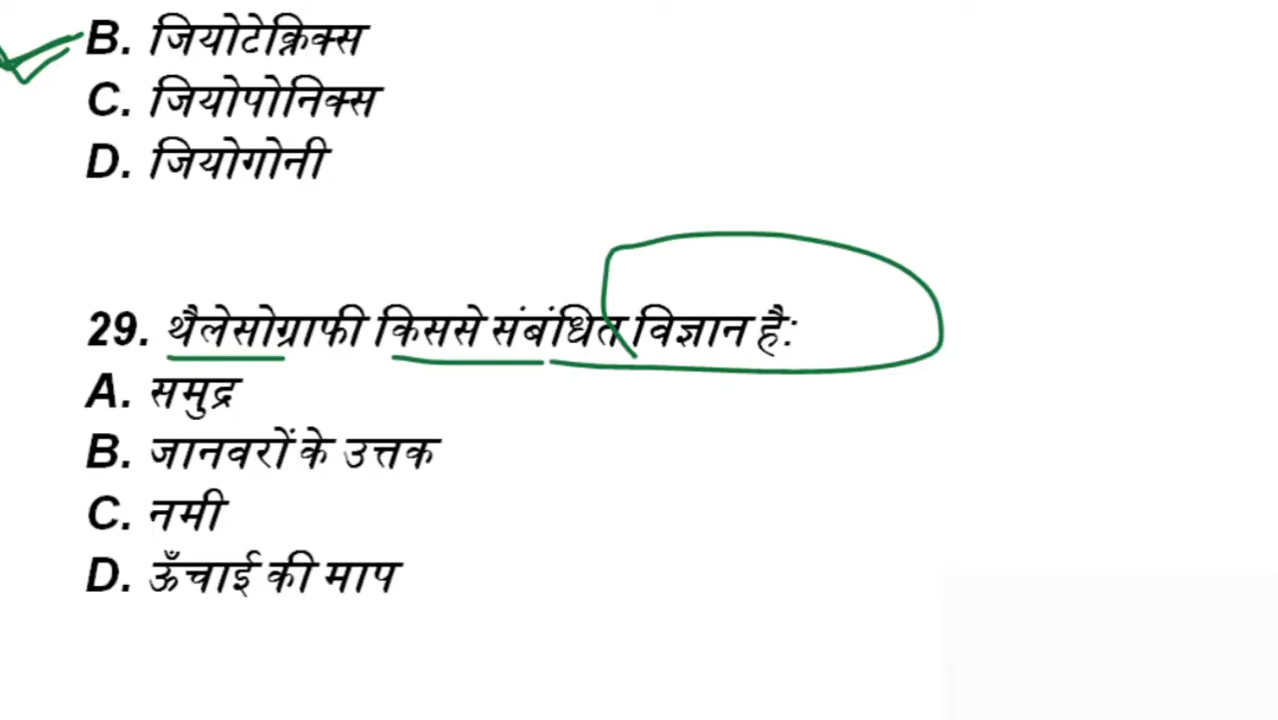 B. जियोटेक्निक्स
C. जियोपोनिक्स
D. जियोगोनी
29. थैलेसोग्राफी किससे संबंधित विज्ञान है:
A. समुद्र
B. जानवरों के उत्तक
C. नमी
D. ऊँचाई की माप